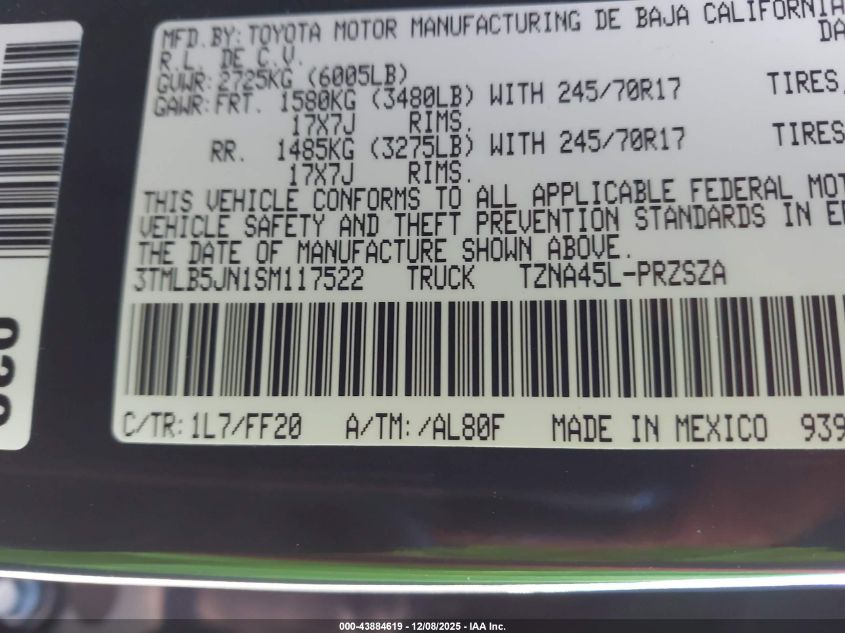 MFD.BY: TOYOTA MOTOR MANUFACTURING DE BAJA CALIFORNIA
R.L. DE C.V. DA
GVWR: 2725KG (6005LB)
GAWR: FRT. 1580KG (3480LB) WITH 245/70R17 TIRES,
17X7J RIMS.
RR. 1485KG (3275LB) WITH 245/70R17 TIRES
17X7J RIMS.
THIS VEHICLE CONFORMS TO ALL APPLICABLE FEDERAL MOT
VEHICLE SAFETY AND THEFT PREVENTION STANDARDS IN E
THE DATE OF MANUFACTURE SHOWN ABOVE.
3TMLB5JN1SM117522 TRUCK TZNA45L-PRZSZA
C/TR: 1L7/FF20 A/TM: /AL80F MADE IN MEXICO 939
000-43884619 - 12/08/2025 - IAA Inc.